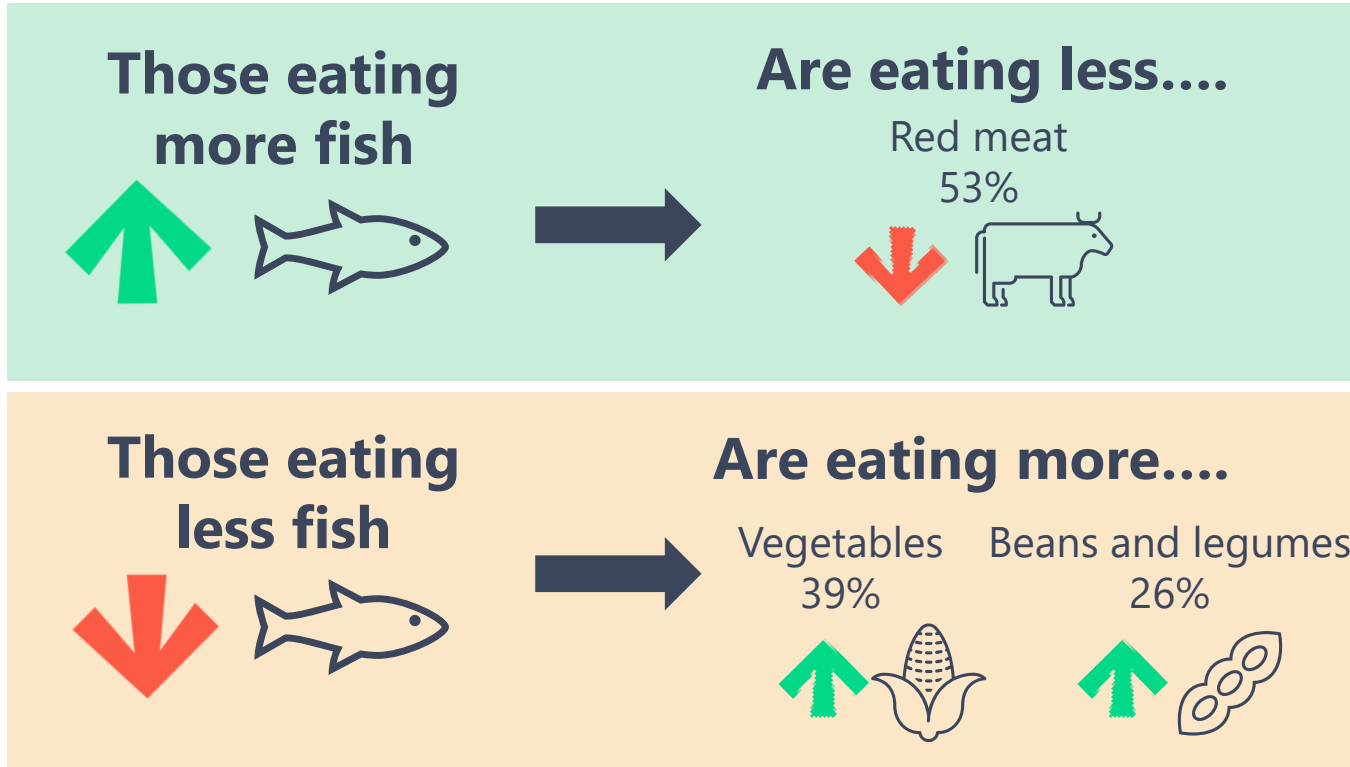 Those eating
more fish
Are eating less....
Red meat
53%
Those eating
less fish
Are eating more....
Vegetables
39%
Beans and legumes
26%